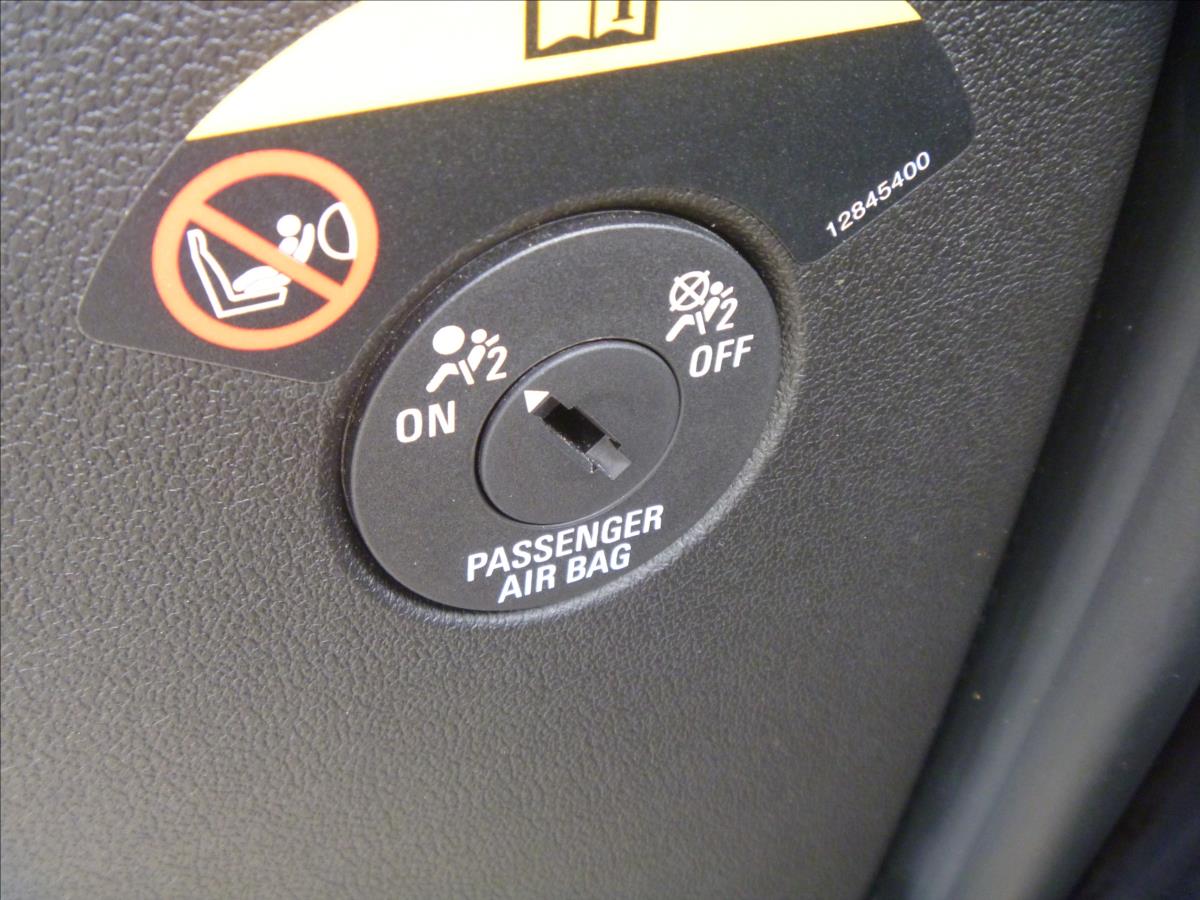 12845400
2
OFF
2
ON
PASSENGER
AIR BAG